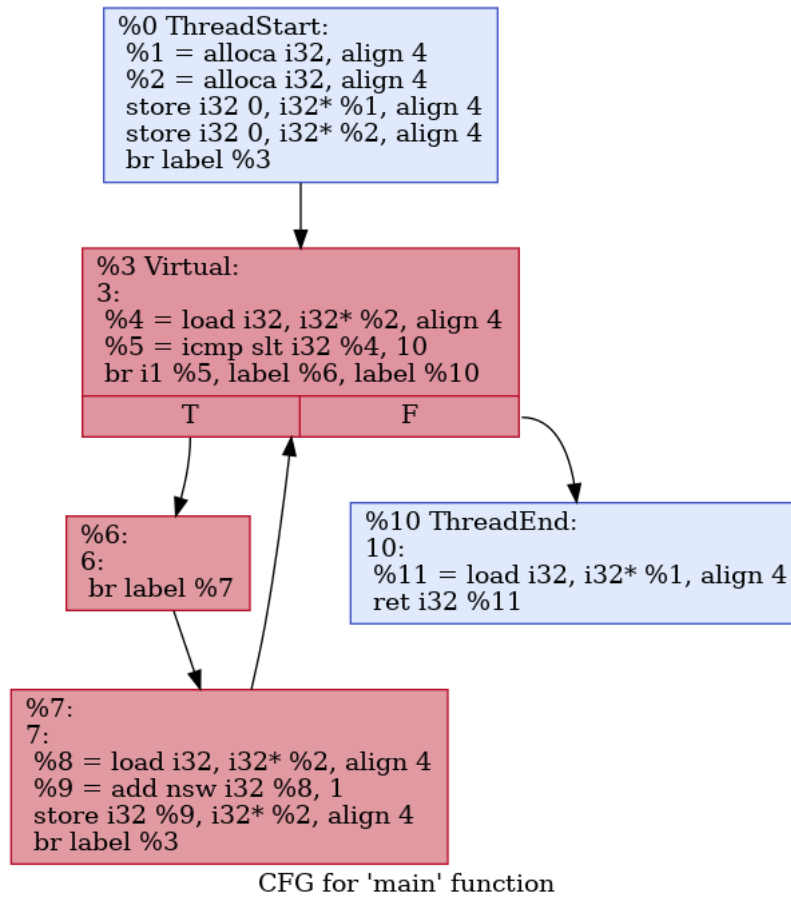 %0 ThreadStart:
%1 = alloca i32, align 4
%2 = alloca i32, align 4
store i32 0, i32* %1, align 4
store i32 0, i32* %2, align 4
br label %3
%3 Virtual:
3:
%4 = load i32, i32* %2, align 4
%5 = icmp slt i32 %4, 10
br i1 %5, label %6, label %10
T F
%6:
6:
br label %7
%10 ThreadEnd:
10:
%11 = load i32, i32* %1, align 4
ret i32 %11
%7:
7:
%8 = load i32, i32* %2, align 4
%9 = add nsw i32 %8, 1
store i32 %9, i32* %2, align 4
br label %3
CFG for 'main' function